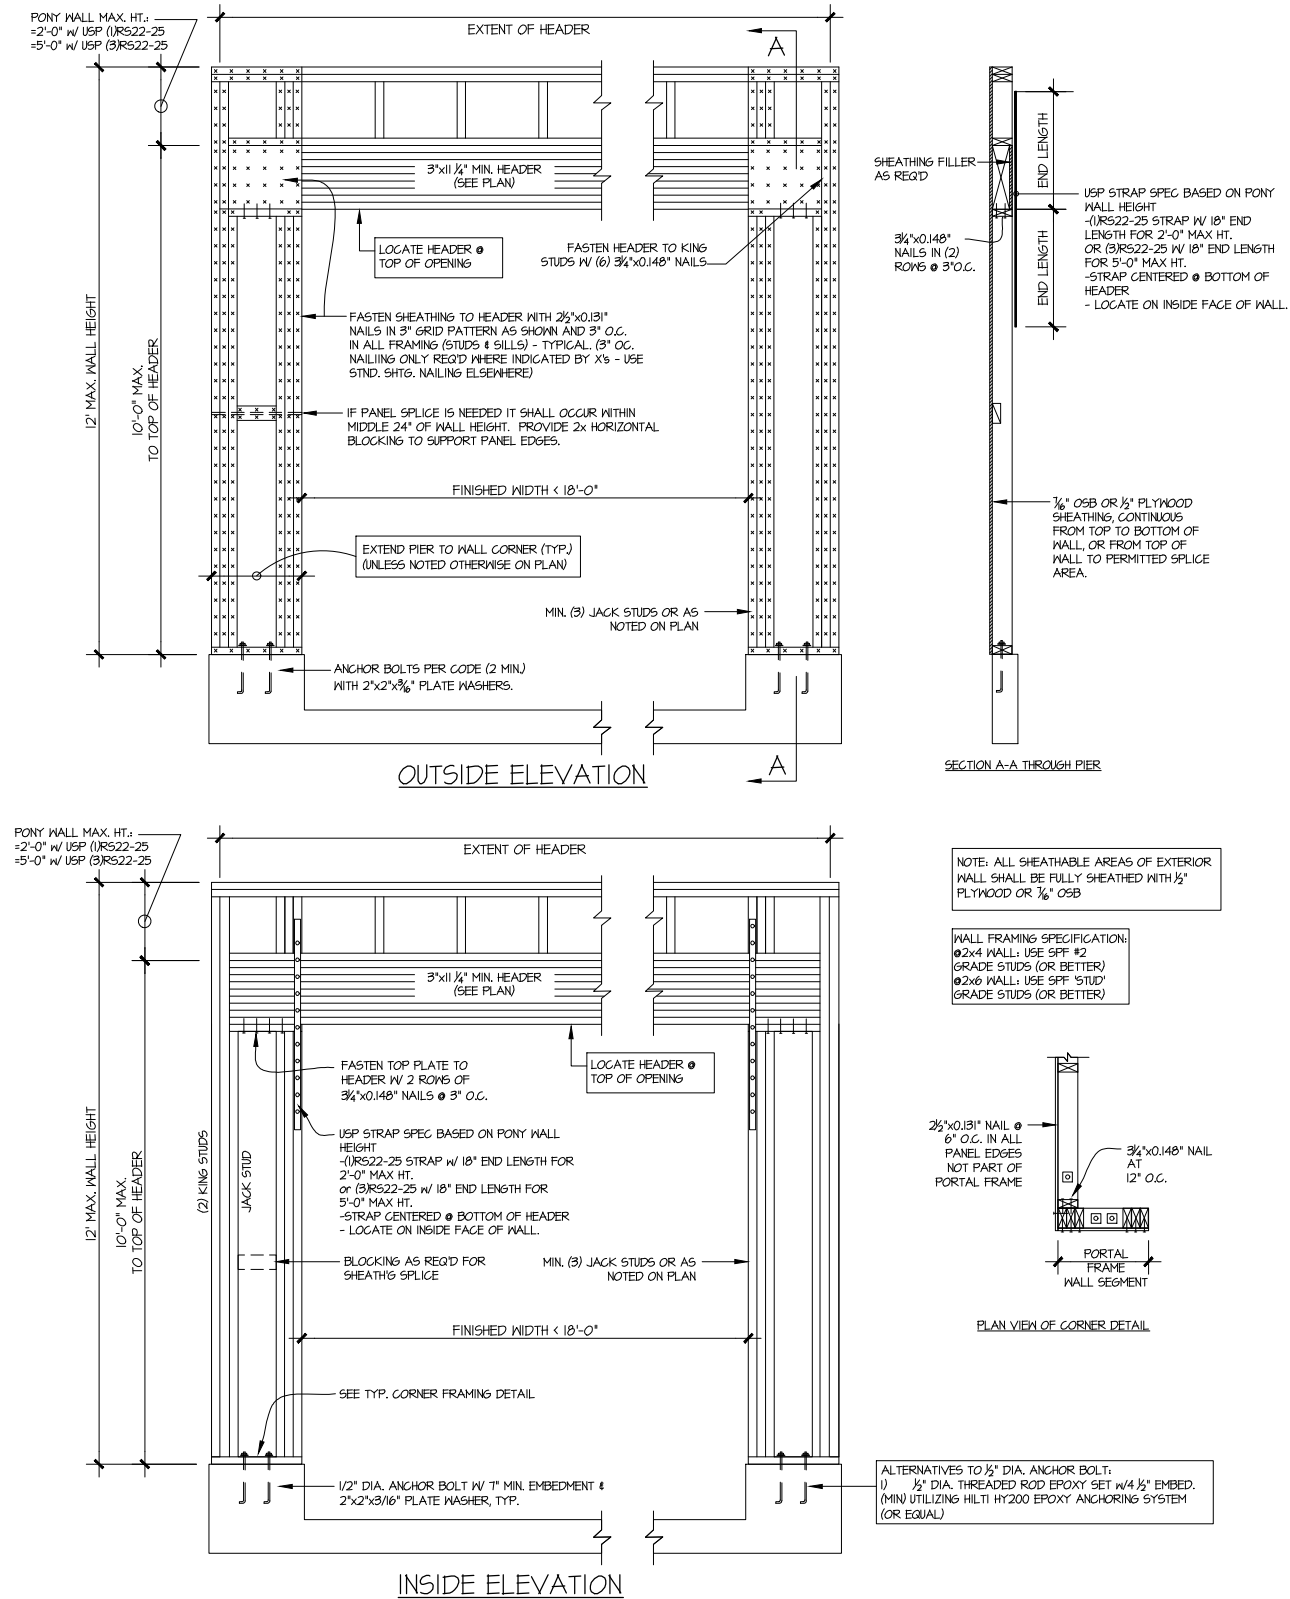 PONY WALL MAX. HT.:
=2'-0" W/ USP (1)RS22-25
=5'-0" W/ USP (3)RS22-25
EXTENT OF HEADER
A
3"x11 1/4" MIN. HEADER
(SEE PLAN)
LOCATE HEADER @
TOP OF OPENING
FASTEN HEADER TO KING
STUDS W/ (6) 3 1/4"x0.148" NAILS
FASTEN SHEATHING TO HEADER WITH 2 1/2"x0.131"
NAILS IN 3" GRID PATTERN AS SHOWN AND 3" O.C.
IN ALL FRAMING (STUDS & SILLS) - TYPICAL. (3" OC.
NAILIING ONLY REQ'D WHERE INDICATED BY X's - USE
STND. SHTG. NAILING ELSEWHERE)
12' MAX. WALL HEIGHT
10'-0" MAX.
TO TOP OF HEADER
IF PANEL SPLICE IS NEEDED IT SHALL OCCUR WITHIN
MIDDLE 24" OF WALL HEIGHT. PROVIDE 2x HORIZONTAL
BLOCKING TO SUPPORT PANEL EDGES.
FINISHED WIDTH < 18'-0"
EXTEND PIER TO WALL CORNER (TYP.)
(UNLESS NOTED OTHERWISE ON PLAN)
MIN. (3) JACK STUDS OR AS
NOTED ON PLAN
ANCHOR BOLTS PER CODE (2 MIN.)
WITH 2"x2"x3/16" PLATE WASHERS.
A
OUTSIDE ELEVATION
SHEATHING FILLER
AS REQ'D
END LENGTH
END LENGTH
3 1/4"x0.148"
NAILS IN (2)
ROWS @ 3"O.C.
USP STRAP SPEC BASED ON PONY
WALL HEIGHT
-(1)RS22-25 STRAP W/ 18" END
LENGTH FOR 2'-0" MAX HT.
OR (3)RS22-25 W/ 18" END LENGTH
FOR 5'-0" MAX HT.
-STRAP CENTERED @ BOTTOM OF
HEADER
- LOCATE ON INSIDE FACE OF WALL.
7/16" OSB OR 1/2" PLYWOOD
SHEATHING, CONTINUOUS
FROM TOP TO BOTTOM OF
WALL, OR FROM TOP OF
WALL TO PERMITTED SPLICE
AREA.
SECTION A-A THROUGH PIER
PONY WALL MAX. HT.:
=2'-0" W/ USP (1)RS22-25
=5'-0" W/ USP (3)RS22-25
EXTENT OF HEADER
3"x11 1/4" MIN. HEADER
(SEE PLAN)
FASTEN TOP PLATE TO
HEADER W/ 2 ROWS OF
3 1/4"x0.148" NAILS @ 3" O.C.
LOCATE HEADER @
TOP OF OPENING
12' MAX. WALL HEIGHT
10'-0" MAX.
TO TOP OF HEADER
(2) KING STUDS
JACK STUD
USP STRAP SPEC BASED ON PONY WALL
HEIGHT
-(1)RS22-25 STRAP w/ 18" END LENGTH FOR
2'-0" MAX HT.
or (3)RS22-25 w/ 18" END LENGTH FOR
5'-0" MAX HT.
-STRAP CENTERED @ BOTTOM OF HEADER
- LOCATE ON INSIDE FACE OF WALL.
BLOCKING AS REQ'D FOR
SHEATH'G SPLICE
MIN. (3) JACK STUDS OR AS
NOTED ON PLAN
FINISHED WIDTH < 18'-0"
SEE TYP. CORNER FRAMING DETAIL
1/2" DIA. ANCHOR BOLT W/ 7" MIN. EMBEDMENT &
2"x2"x3/16" PLATE WASHER, TYP.
INSIDE ELEVATION
NOTE: ALL SHEATHABLE AREAS OF EXTERIOR
WALL SHALL BE FULLY SHEATHED WITH 1/2"
PLYWOOD OR 7/16" OSB
WALL FRAMING SPECIFICATION:
@2x4 WALL: USE SPF #2
GRADE STUDS (OR BETTER)
@2x6 WALL: USE SPF 'STUD'
GRADE STUDS (OR BETTER)
2 1/2"x0.131" NAIL @
6" O.C. IN ALL
PANEL EDGES
NOT PART OF
PORTAL FRAME
3 1/4"x0.148" NAIL
AT
12" O.C.
PORTAL
FRAME
WALL SEGMENT
PLAN VIEW OF CORNER DETAIL
ALTERNATIVES TO 1/2" DIA. ANCHOR BOLT:
1) 1/2" DIA. THREADED ROD EPOXY SET w/4 1/2" EMBED.
(MIN) UTILIZING HILTI HY200 EPOXY ANCHORING SYSTEM
(OR EQUAL)